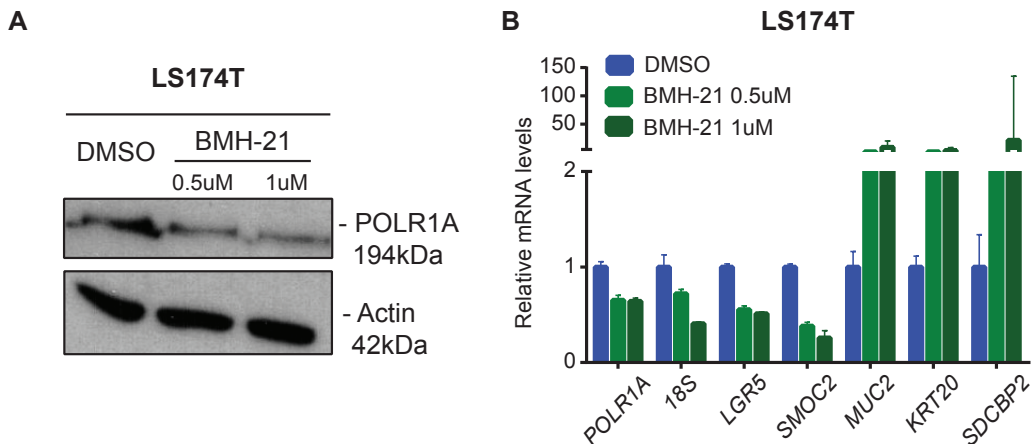 A
LS174T
DMSO
BMH-21
0.5uM
1uM
- POLR1A
194kDa
- Actin
42kDa
B
LS174T
DMSO
BMH-21 0.5uM
BMH-21 1uM
Relative mRNA levels
150
100
50
2
1
0
POLR1A
18S
LGR5
SMOC2
MUC2
KRT20
SDCBP2